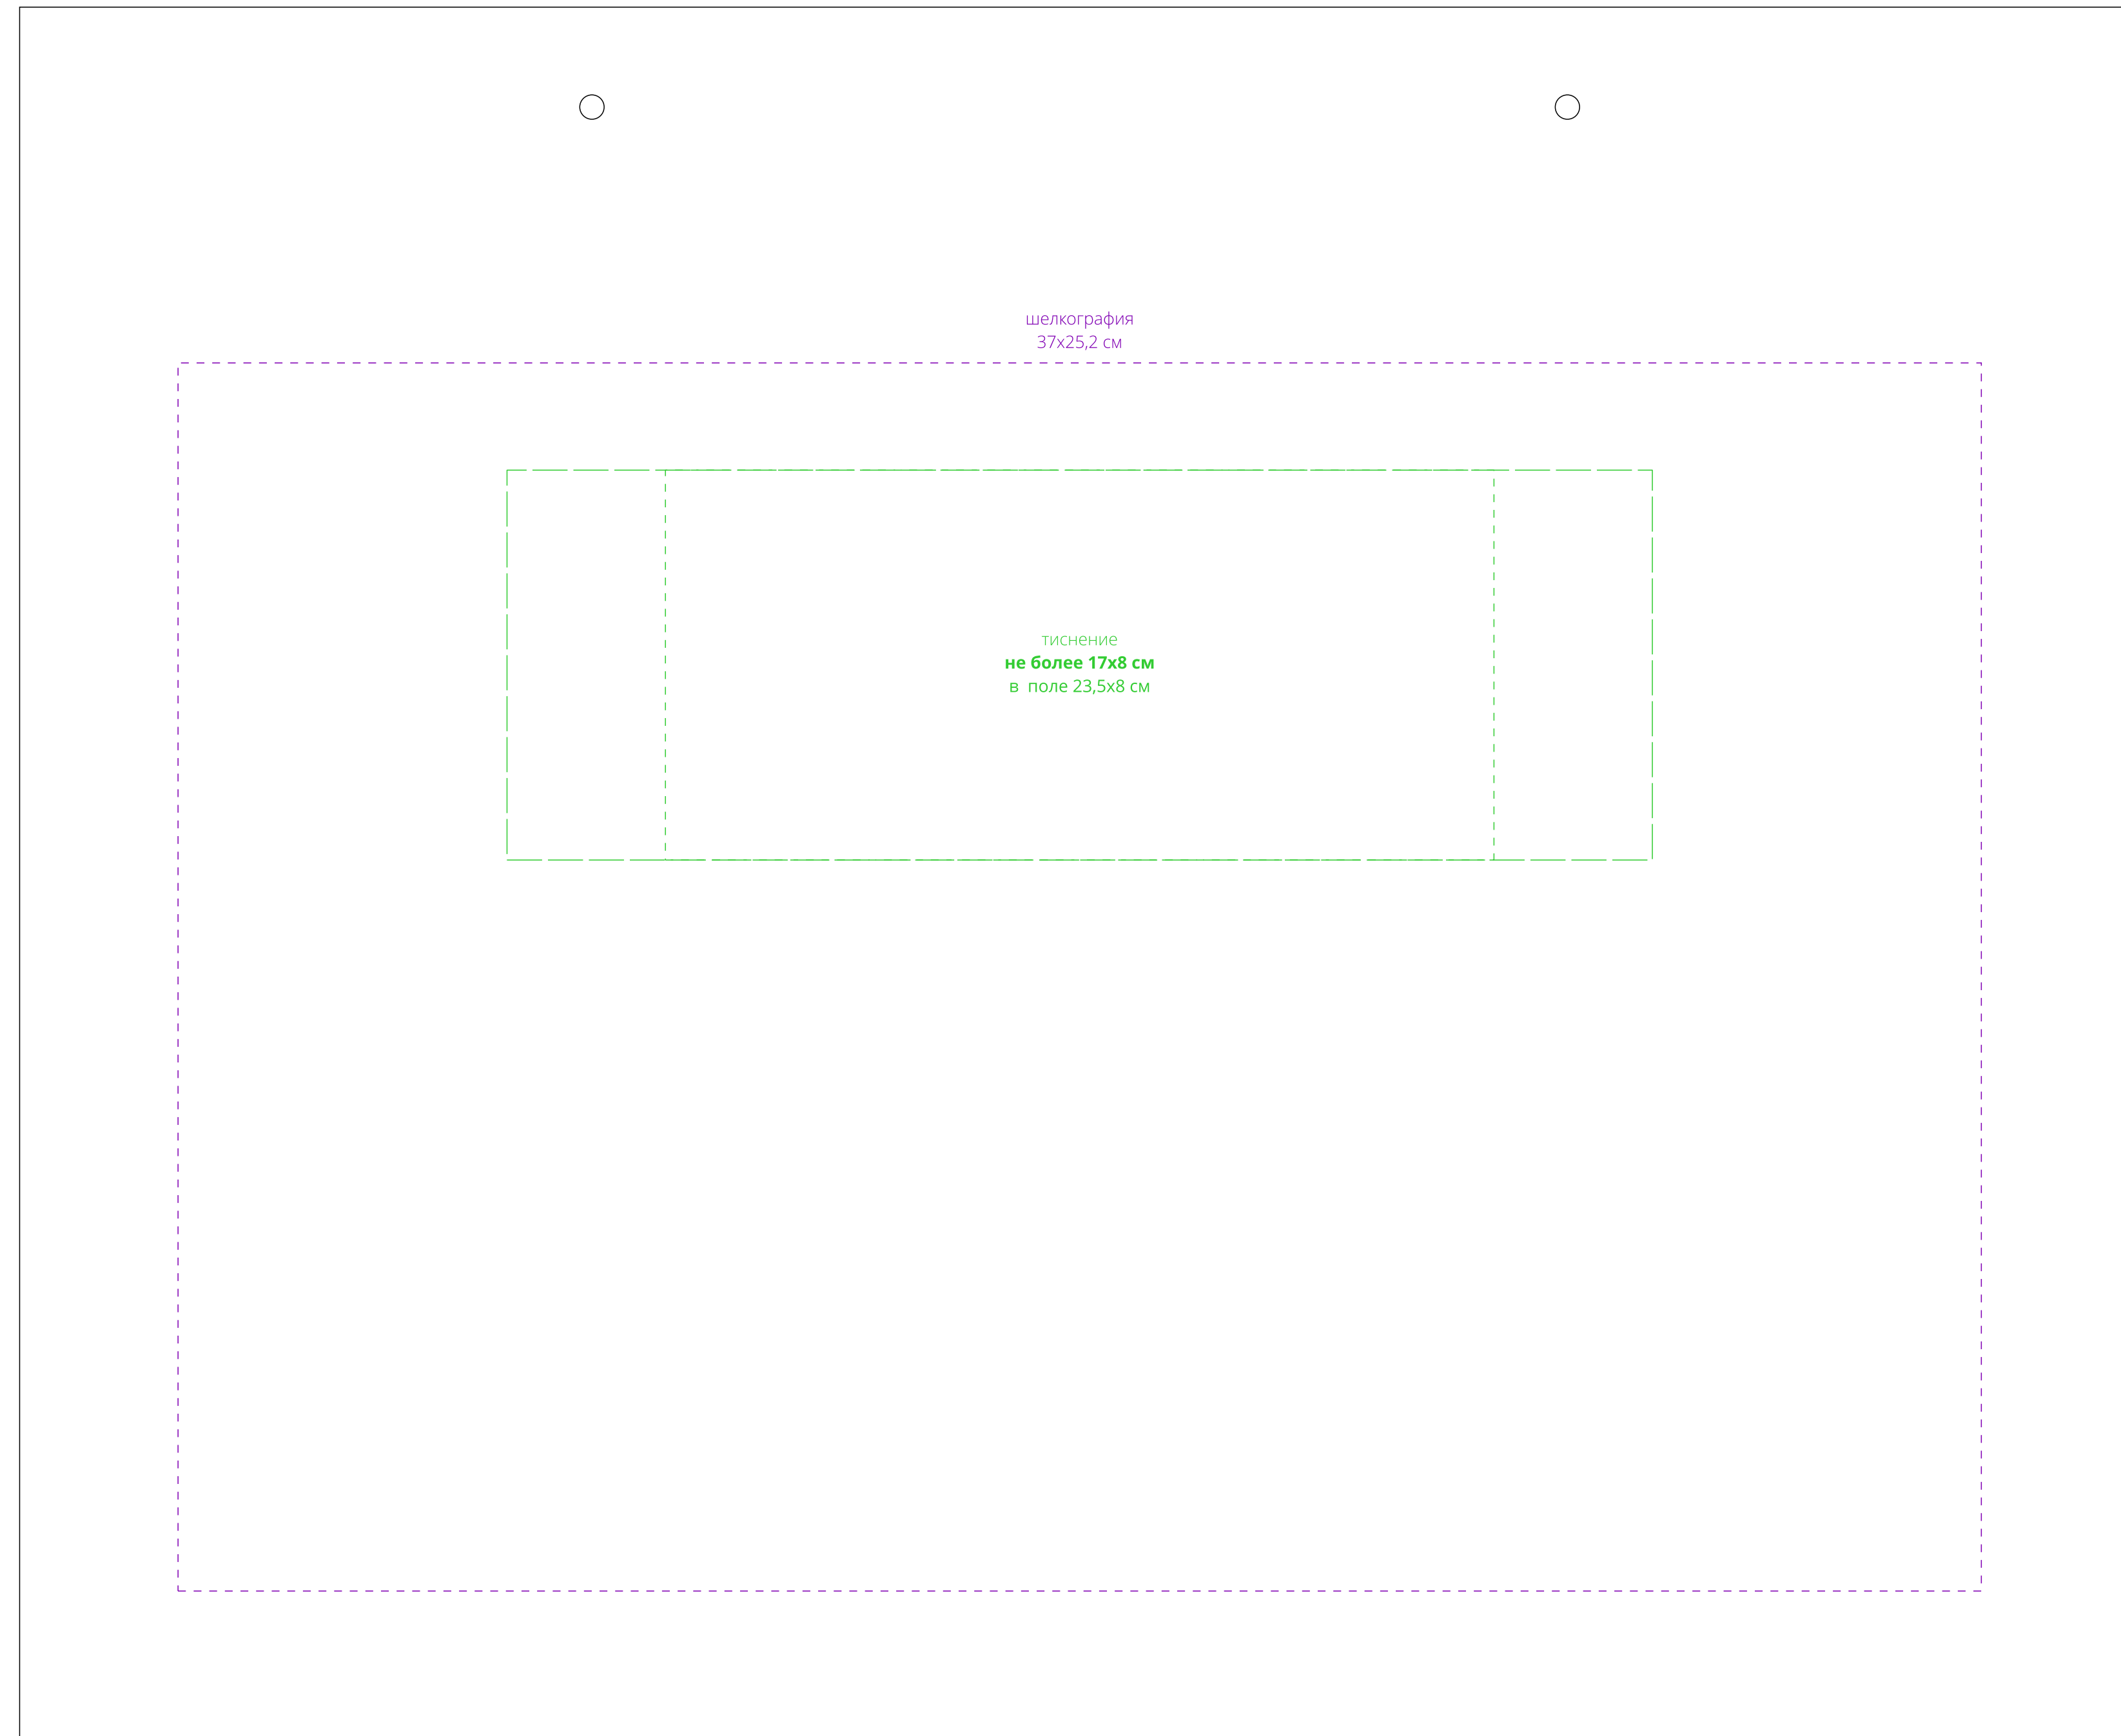 шелкография
37х25,2 см
тиснение
не более 17х8 см
в  поле 23,5х8 см